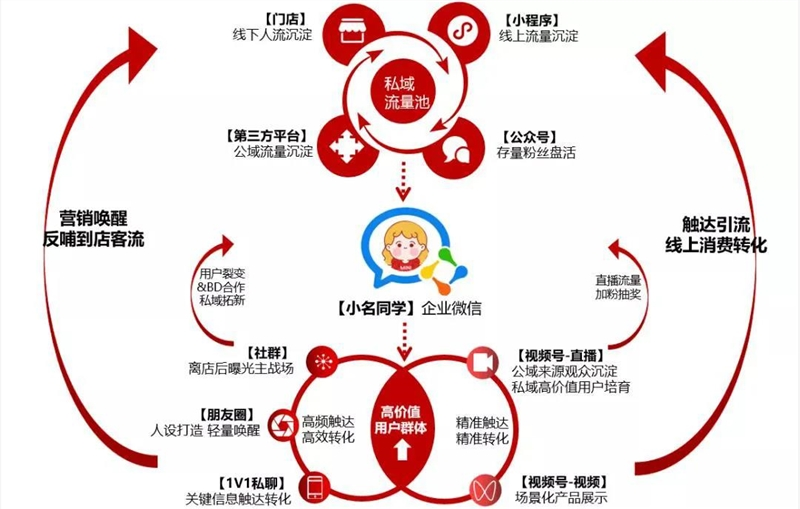 【门店】
线下人流沉淀
【小程序】
线上流量沉淀
私域
流量池
【第三方平台】
公域流量沉淀
【公众号】
存量粉丝盘活
营销唤醒
反哺到店客流
触达引流
线上消费转化
用户裂变
&BD合作
私域拓新
直播流量
加粉抽奖
【小名同学】企业微信
【社群】
离店后曝光主战场
【视频号-直播】
公域来源观众沉淀
私域高价值用户培育
【朋友圈】
人设打造 轻量唤醒
高频触达
高效转化
高价值
用户群体
精准触达
精准转化
【1V1私聊】
关键信息触达转化
【视频号-视频】
场景化产品展示